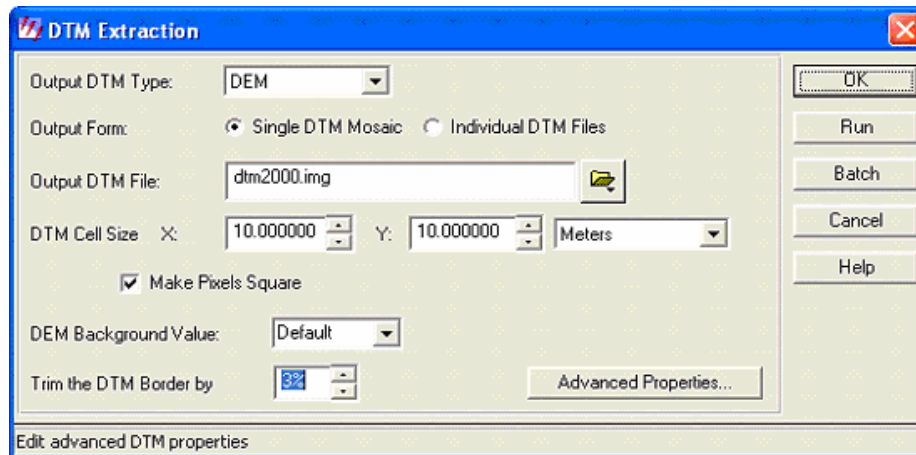 DTM Extraction
Output DTM Type: DEM
OK
Output Form: Single DTM Mosaic Individual DTM Files
Run
Output DTM File: dtm2000.img
Batch
DTM Cell Size X: 10.000000 Y: 10.000000 Meters
Cancel
Make Pixels Square
Help
DEM Background Value: Default
Trim the DTM Border by 3% Advanced Properties...
Edit advanced DTM properties